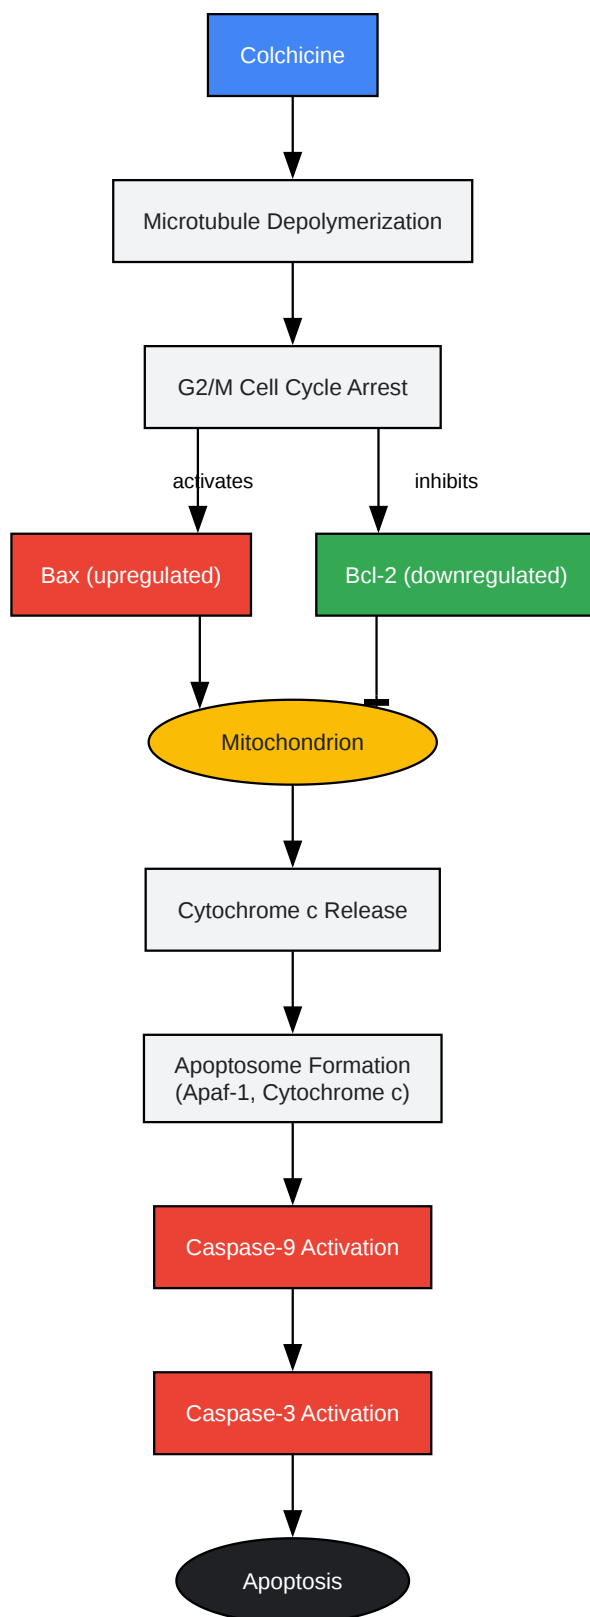 Colchicine
Microtubule Depolymerization
G2/M Cell Cycle Arrest
activates
inhibits
Bax (upregulated)
Bcl-2 (downregulated)
Mitochondrion
Cytochrome c Release
Apoptosome Formation
(Apaf-1, Cytochrome c)
Caspase-9 Activation
Caspase-3 Activation
Apoptosis